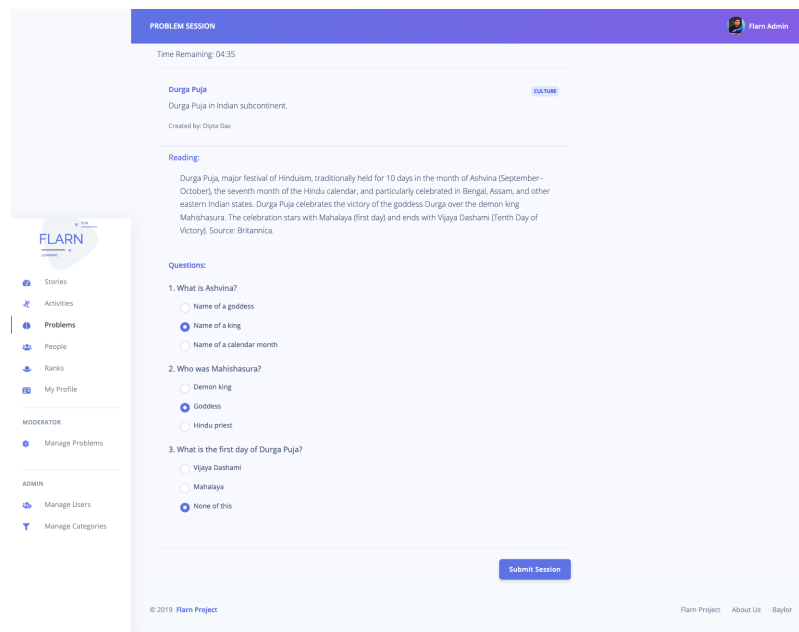 PROBLEM SESSION
Flarn Admin
Time Remaining: 04:35
Durga Puja
CULTURE
Durga Puja in Indian subcontinent.
Created by: Dipta Das
Reading:
Durga Puja, major festival of Hinduism, traditionally held for 10 days in the month of Ashvina (September–
October), the seventh month of the Hindu calendar, and particularly celebrated in Bengal, Assam, and other
eastern Indian states. Durga Puja celebrates the victory of the goddess Durga over the demon king
Mahishasura. The celebration stars with Mahalaya (first day) and ends with Vijaya Dashami (Tenth Day of
Victory). Source: Britannica.
Questions:
1. What is Ashvina?
Name of a goddess
Name of a king
Name of a calendar month
2. Who was Mahishasura?
Demon king
Goddess
Hindu priest
3. What is the first day of Durga Puja?
Vijaya Dashami
Mahalaya
None of this
Submit Session
FUN
FLARN
LEARNING
Stories
Activities
Problems
People
Ranks
My Profile
MODERATOR
Manage Problems
ADMIN
Manage Users
Manage Categories
© 2019 Flarn Project
Flarn Project
About Us
Baylor